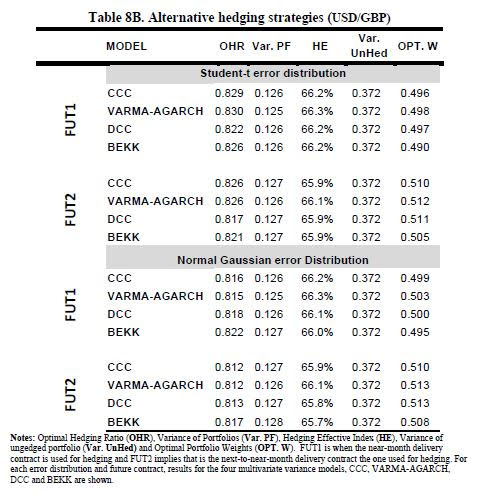 Table 8B. Alternative hedging strategies (USD/GBP)
MODEL OHR Var. PF HE Var. UnHed OPT. W
Student-t error distribution
FUT1
CCC 0.829 0.126 66.2% 0.372 0.496
VARMA-AGARCH 0.830 0.125 66.3% 0.372 0.498
DCC 0.822 0.126 66.2% 0.372 0.497
BEKK 0.826 0.126 66.2% 0.372 0.490
FUT2
CCC 0.826 0.127 65.9% 0.372 0.510
VARMA-AGARCH 0.826 0.126 66.1% 0.372 0.512
DCC 0.817 0.127 65.9% 0.372 0.511
BEKK 0.821 0.127 65.9% 0.372 0.505
Normal Gaussian error Distribution
FUT1
CCC 0.816 0.126 66.2% 0.372 0.499
VARMA-AGARCH 0.815 0.125 66.3% 0.372 0.503
DCC 0.818 0.126 66.1% 0.372 0.500
BEKK 0.822 0.127 66.0% 0.372 0.495
FUT2
CCC 0.812 0.127 65.9% 0.372 0.510
VARMA-AGARCH 0.812 0.126 66.1% 0.372 0.513
DCC 0.813 0.127 65.8% 0.372 0.513
BEKK 0.817 0.128 65.7% 0.372 0.508
Notes: Optimal Hedging Ratio (OHR), Variance of Portfolios (Var. PF), Hedging Effective Index (HE), Variance of
ungedged portfolio (Var. UnHed) and Optimal Portfolio Weights (OPT. W). FUT1 is when the near-month delivery
contract is used for hedging and FUT2 implies that is the next-to-near-month delivery contract the one used for hedging. For
each error distribution and future contract, results for the four multivariate variance models, CCC, VARMA-AGARCH,
DCC and BEKK are shown.